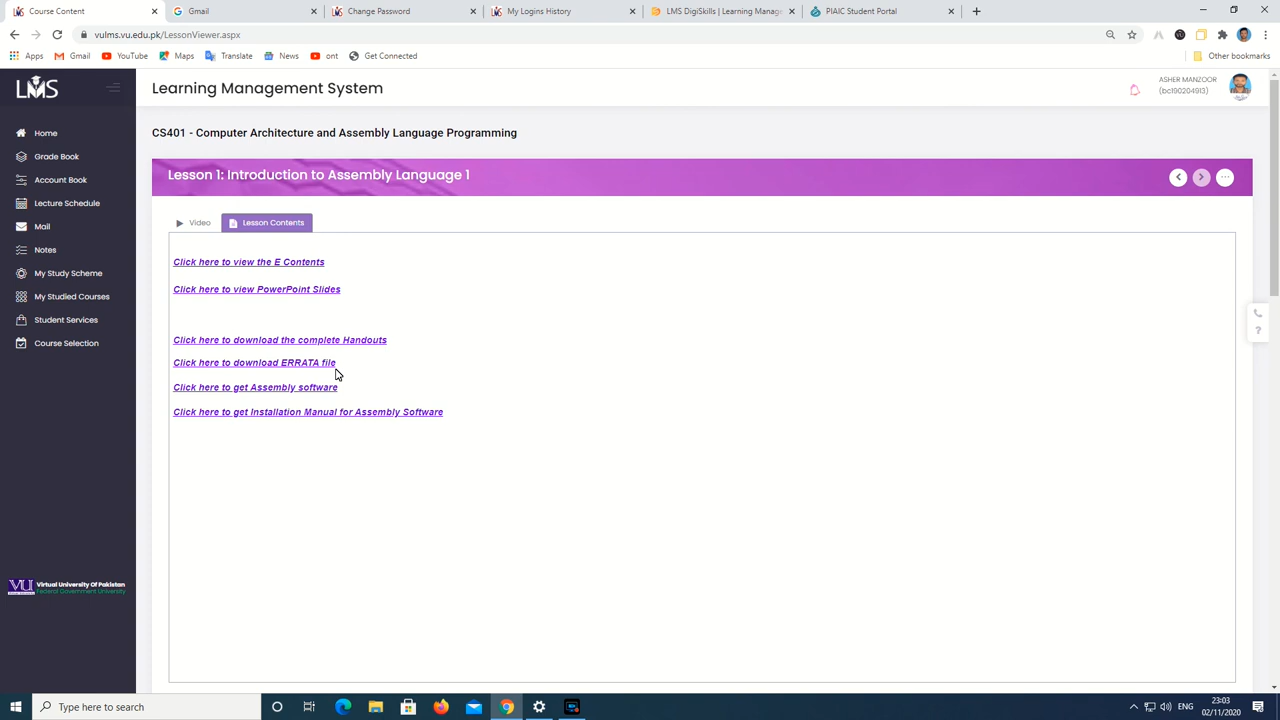 Course Content
Gmail
Change Password
My Logins History
LMS DigiSkills | Learning Manage
PIAIC Student Portal
vulms.vu.edu.pk/LessonViewer.aspx
Apps
Gmail
YouTube
Maps
Translate
News
ont
Get Connected
Other bookmarks
LMS
Learning Management System
ASHER MANZOOR
(bc190204913)
Home
Grade Book
Account Book
Lecture Schedule
Mail
Notes
My Study Scheme
My Studied Courses
Student Services
Course Selection
CS401 - Computer Architecture and Assembly Language Programming
Lesson 1: Introduction to Assembly Language 1
Video
Lesson Contents
Click here to view the E Contents
Click here to view PowerPoint Slides
Click here to download the complete Handouts
Click here to download ERRATA file
Click here to get Assembly software
Click here to get Installation Manual for Assembly Software
VU
Virtual University Of Pakistan
Federal Government University
Type here to search
ENG
23:03
02/11/2020